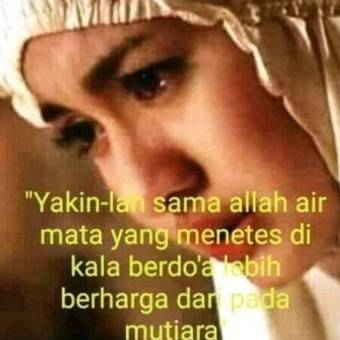 "Yakin-lah sama allah air
mata yang menetes di
kala berdo'a lebih
berharga dari pada
mutiara"